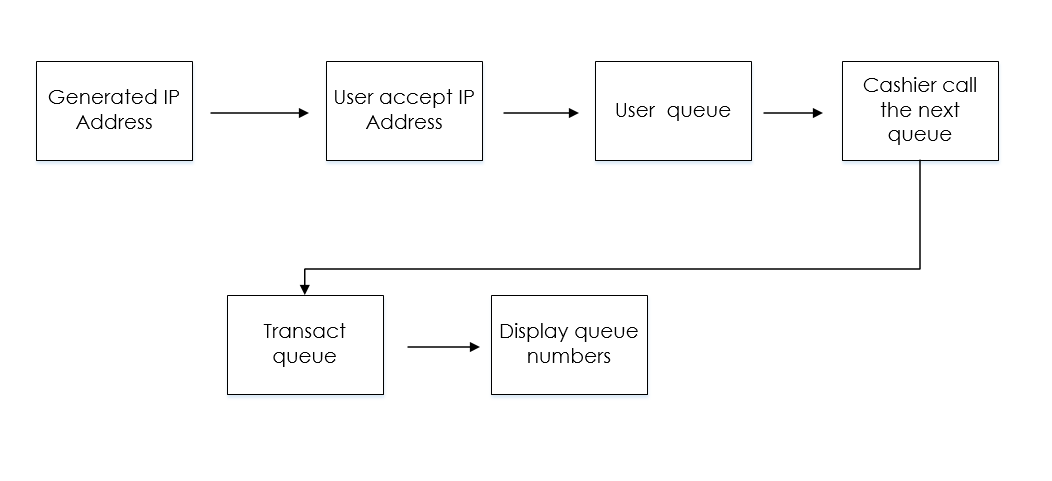 Generated IP
Address
User accept IP
Address
User queue
Cashier call
the next
queue
Transact
queue
Display queue
numbers